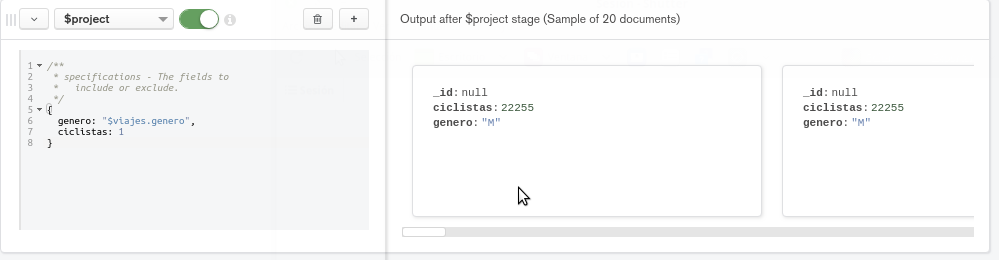 $project
Output after $project stage (Sample of 20 documents)
1 /**
2 * specifications - The fields to
3 * include or exclude.
4 */
5 {
6 genero: "$viajes.genero",
7 ciclistas: 1
8 }
_id: null
ciclistas: 22255
genero: "M"
_id: null
ciclistas: 22255
genero: "M"